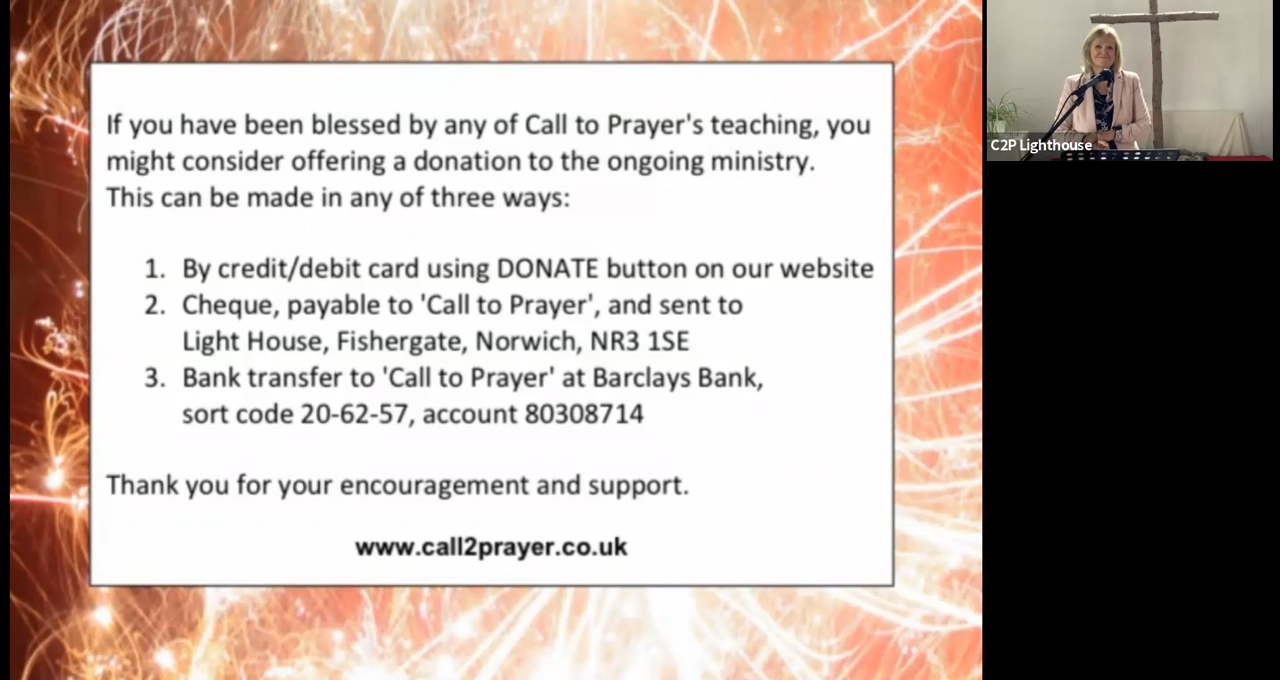 If you have been blessed by any of Call to Prayer's teaching, you
might consider offering a donation to the ongoing ministry.
This can be made in any of three ways:
1. By credit/debit card using DONATE button on our website
2. Cheque, payable to 'Call to Prayer', and sent to
Light House, Fishergate, Norwich, NR3 1SE
3. Bank transfer to 'Call to Prayer' at Barclays Bank,
sort code 20-62-57, account 80308714
Thank you for your encouragement and support.
www.call2prayer.co.uk
C2P Lighthouse